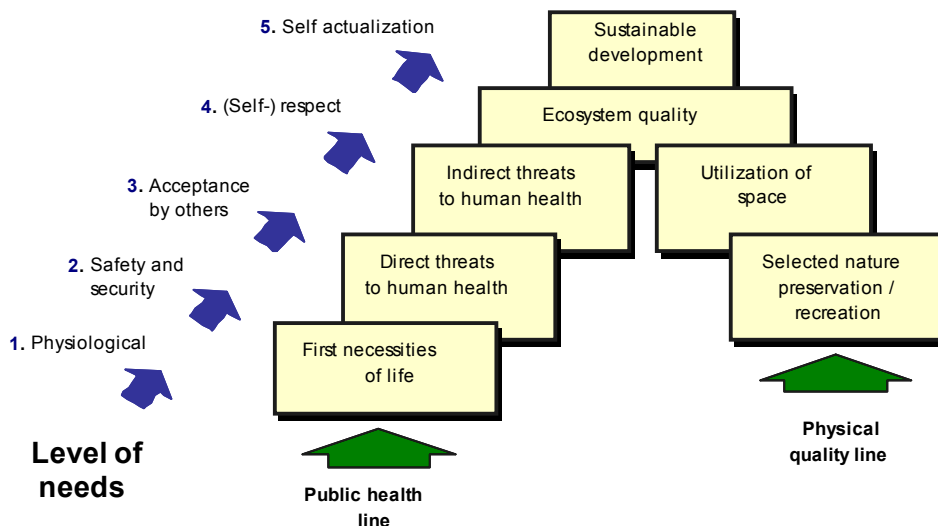 5. Self actualization
4. (Self-) respect
3. Acceptance
by others
2. Safety and
security
1. Physiological
Level of
needs
Sustainable
development
Ecosystem quality
Indirect threats
to human health
Utilization of
space
Direct threats
to human health
Selected nature
preservation /
recreation
First necessities
of life
Public health
line
Physical
quality line